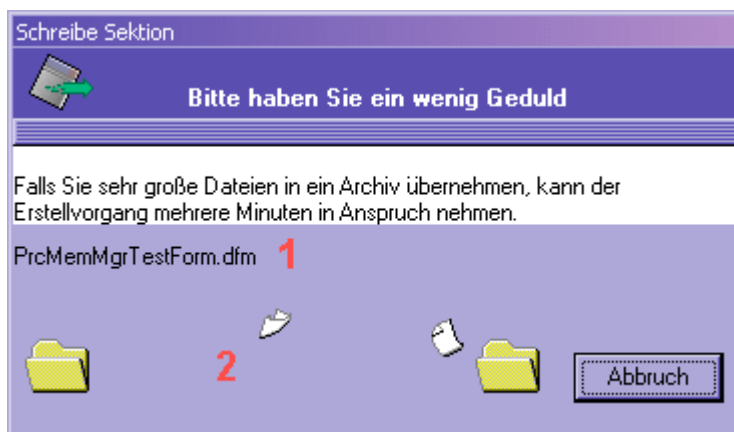 Schreibe Sektion
Bitte haben Sie ein wenig Geduld
Falls Sie sehr große Dateien in ein Archiv übernehmen, kann der
Erstellvorgang mehrere Minuten in Anspruch nehmen.
PrcMemMgrTestForm.dfm 1
2
Abbruch